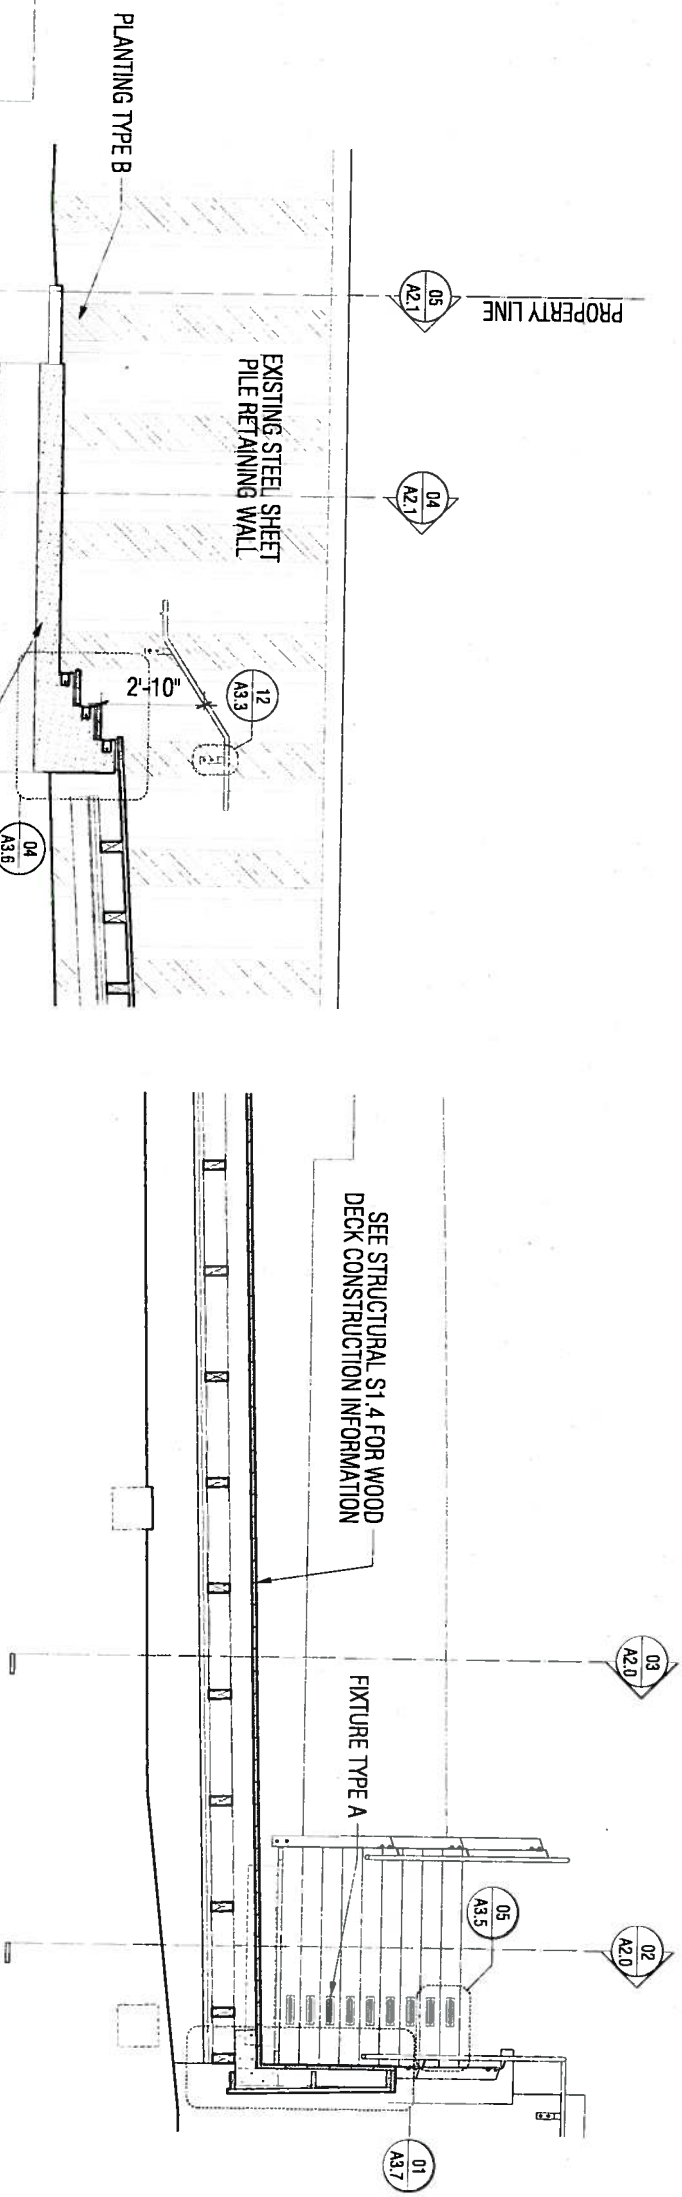 PLANTING TYPE B
05
A2.1
PROPERTY LINE
EXISTING STEEL SHEET
PILE RETAINING WALL
04
A2.1
2'-10"
12
A3.3
04
A3.6
SEE STRUCTURAL S1.4 FOR WOOD
DECK CONSTRUCTION INFORMATION
03
A2.0
FIXTURE TYPE A
05
A3.5
02
A2.0
01
A3.7